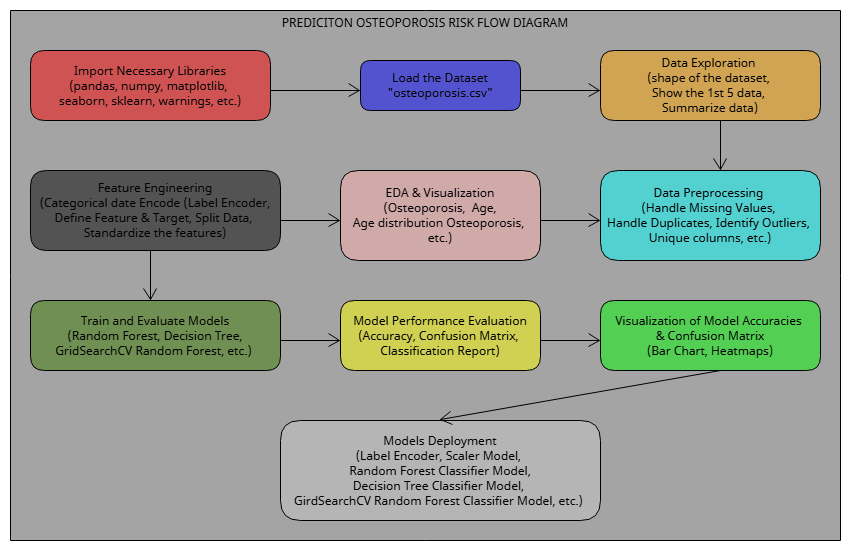 PREDICITON OSTEOPOROSIS RISK FLOW DIAGRAM
Import Necessary Libraries
(pandas, numpy, matplotlib,
seaborn, sklearn, warnings, etc.)
Load the Dataset
"osteoporosis.csv"
Data Exploration
(shape of the dataset,
Show the 1st 5 data,
Summarize data)
Feature Engineering
(Categorical date Encode (Label Encoder,
Define Feature & Target, Split Data,
Standardize the features)
EDA & Visualization
(Osteoporosis, Age,
Age distribution Osteoporosis,
etc.)
Data Preprocessing
(Handle Missing Values,
Handle Duplicates, Identify Outliers,
Unique columns, etc.)
Train and Evaluate Models
(Random Forest, Decision Tree,
GridSearchCV Random Forest, etc.)
Model Performance Evaluation
(Accuracy, Confusion Matrix,
Classification Report)
Visualization of Model Accuracies
& Confusion Matrix
(Bar Chart, Heatmaps)
Models Deployment
(Label Encoder, Scaler Model,
Random Forest Classifier Model,
Decision Tree Classifier Model,
GirdSearchCV Random Forest Classifier Model, etc.)